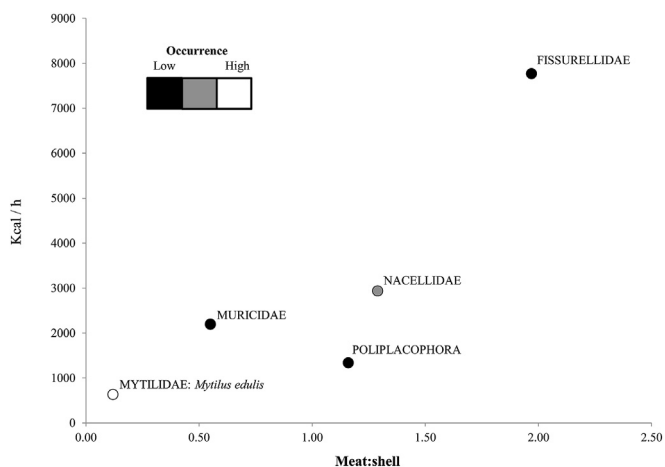 9000
8000
7000
6000
5000
4000
3000
2000
1000
0
Kcal / h
Occurrence
Low High
FISSURELLIDAE
NACELLIDAE
MURICIDAE
POLIPLACOPHORA
MYTILIDAE: Mytilus edulis
0.00 0.50 1.00 1.50 2.00 2.50
Meat:shell